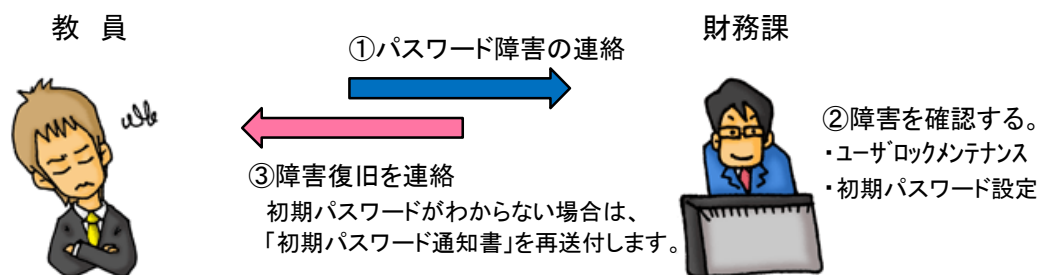 教　員
財務課
①パスワード障害の連絡
②障害を確認する。
・ユーザロックメンテナンス
・初期パスワード設定
③障害復旧を連絡
初期パスワードがわからない場合は、
「初期パスワード通知書」を再送付します。